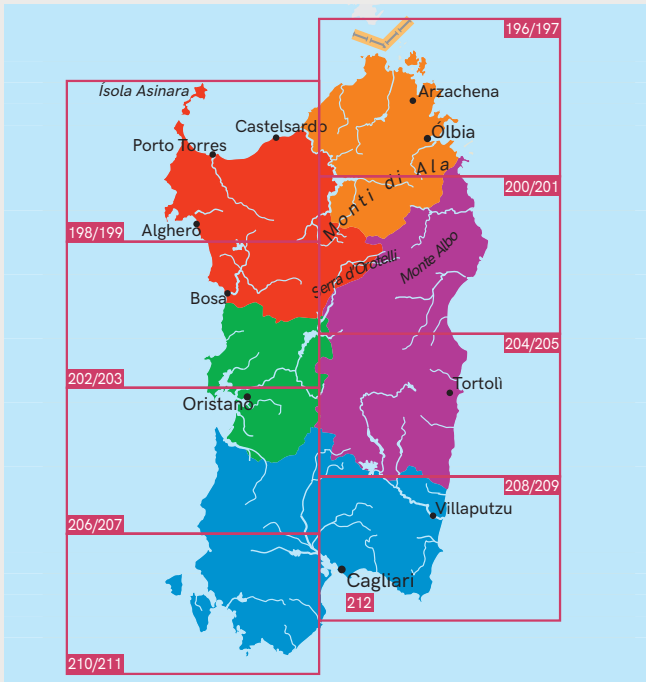 196/197
Ísola Asinara
Arzachena
Castelsardo
Ólbia
Porto Torres
Monti di Ala
200/201
Alghero
198/199
Monte Albo
Serra d'Orotelli
Bosa
204/205
202/203
Tortolì
Oristano
208/209
Villaputzu
206/207
Cagliari
212
210/211